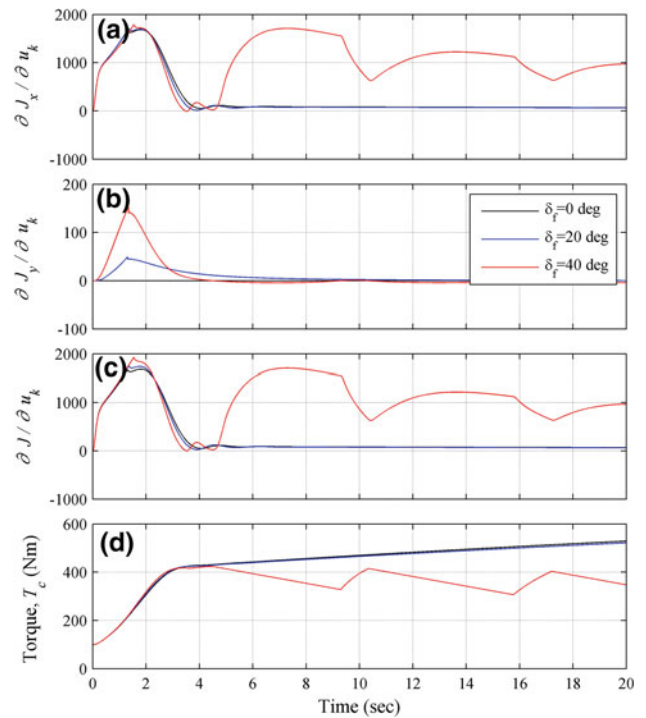 (a)
2000
1000
0
-1000
∂ J_x / ∂ u_k
(b)
200
100
0
-100
∂ J_y / ∂ u_k
δ_f=0 deg
δ_f=20 deg
δ_f=40 deg
(c)
2000
1000
0
-1000
∂ J / ∂ u_k
(d)
600
400
200
0
Torque, T_c (Nm)
0 2 4 6 8 10 12 14 16 18 20
Time (sec)